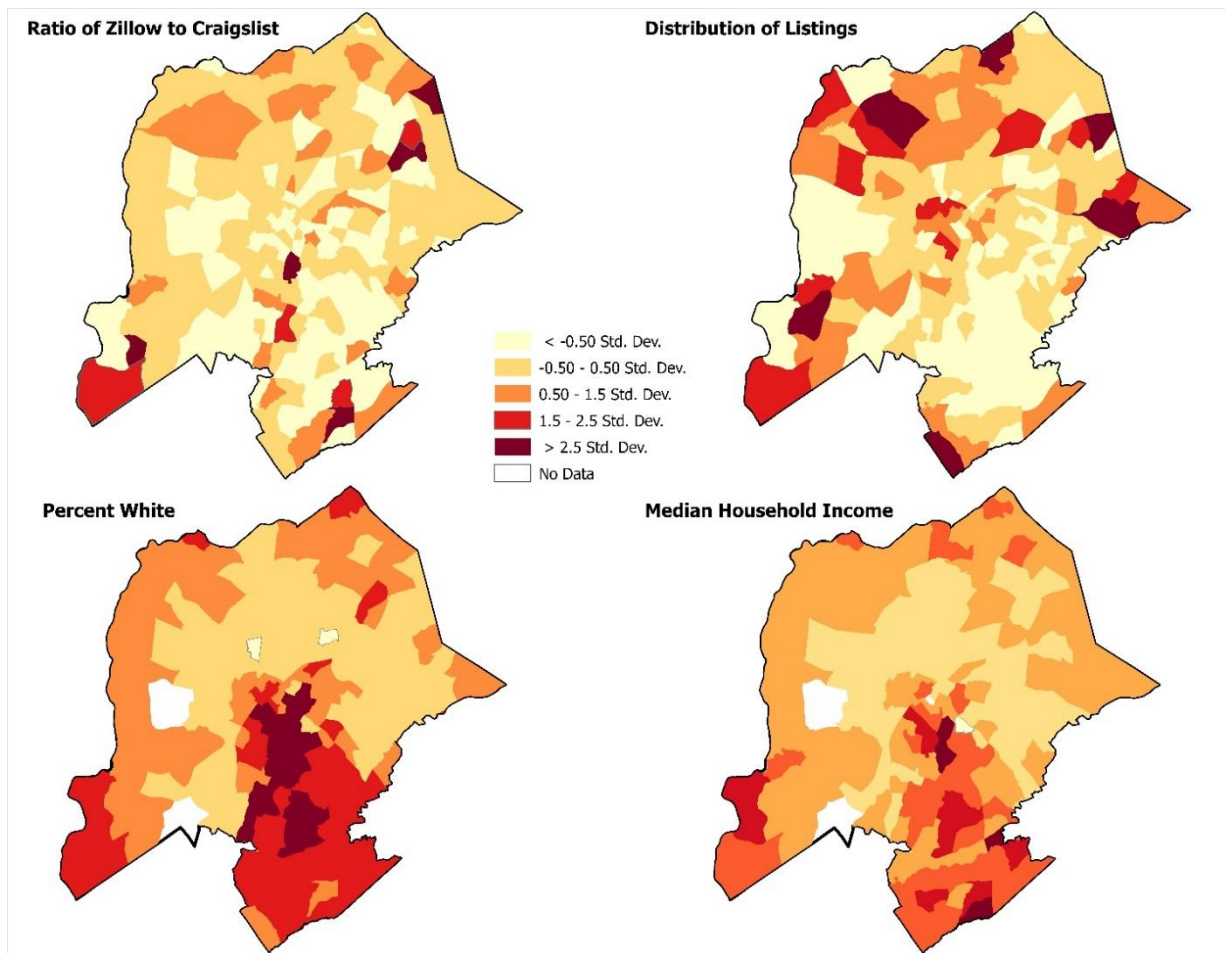 Ratio of Zillow to Craigslist
Distribution of Listings
< -0.50 Std. Dev.
-0.50 - 0.50 Std. Dev.
0.50 - 1.5 Std. Dev.
1.5 - 2.5 Std. Dev.
> 2.5 Std. Dev.
No Data
Percent White
Median Household Income